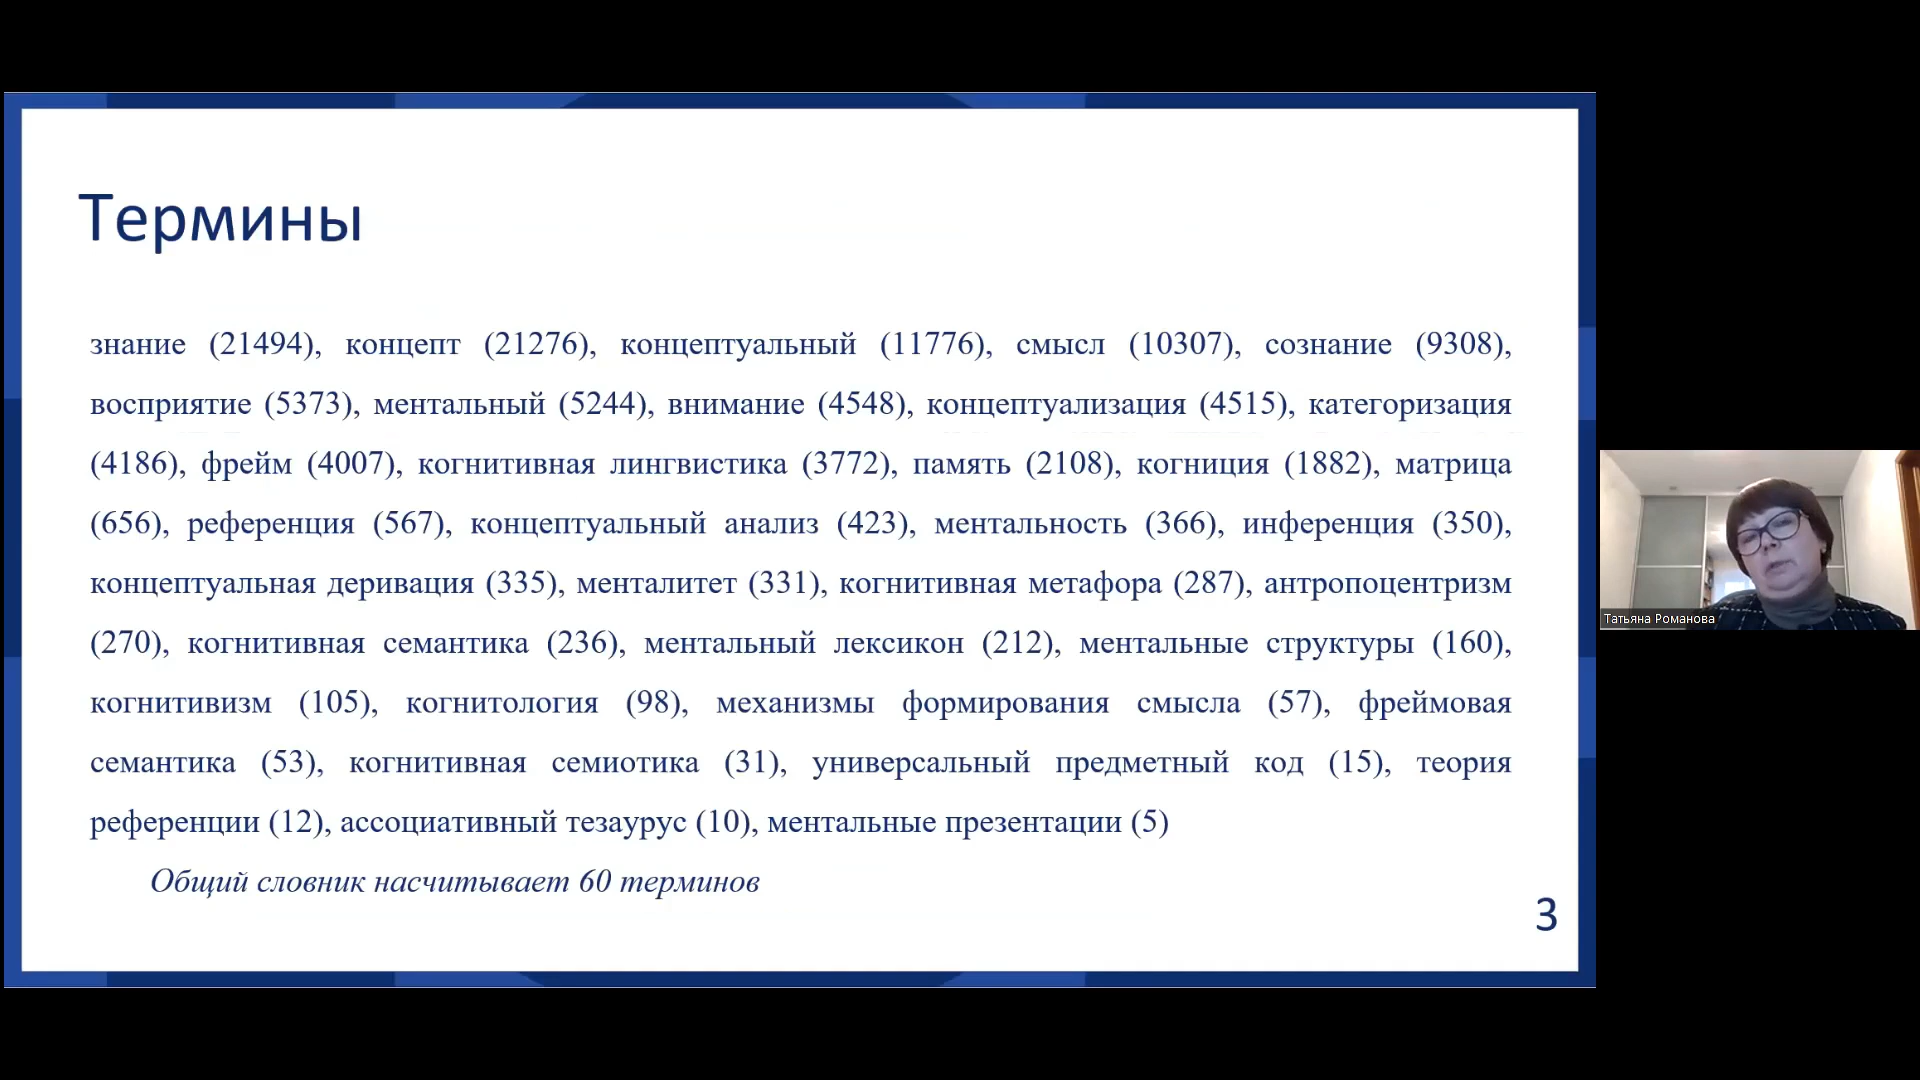 Термины
знание (21494), концепт (21276), концептуальный (11776), смысл (10307), сознание (9308),
восприятие (5373), ментальный (5244), внимание (4548), концептуализация (4515), категоризация
(4186), фрейм (4007), когнитивная лингвистика (3772), память (2108), когниция (1882), матрица
(656), референция (567), концептуальный анализ (423), ментальность (366), инференция (350),
концептуальная деривация (335), менталитет (331), когнитивная метафора (287), антропоцентризм
(270), когнитивная семантика (236), ментальный лексикон (212), ментальные структуры (160),
когнитивизм (105), когнитология (98), механизмы формирования смысла (57), фреймовая
семантика (53), когнитивная семиотика (31), универсальный предметный код (15), теория
референции (12), ассоциативный тезаурус (10), ментальные презентации (5)
Общий словник насчитывает 60 терминов
3
Татьяна Романова